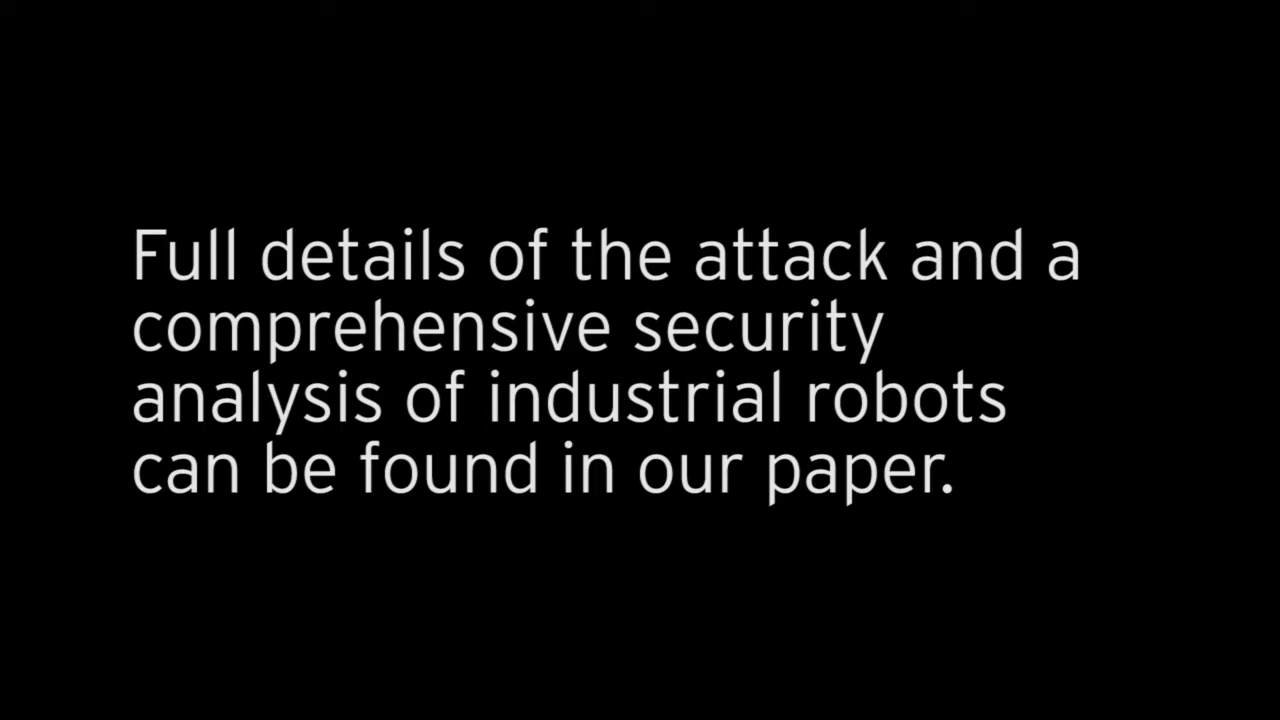 Full details of the attack and a
comprehensive security
analysis of industrial robots
can be found in our paper.